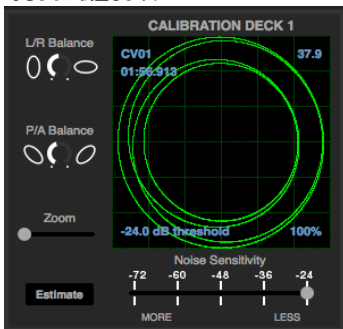 CALIBRATION DECK 1
L/R Balance
CV01 37.9
01:56.913
P/A Balance
Zoom
-24.0 dB threshold 100%
Noise Sensitivity
-72 -60 -48 -36 -24
Estimate
MORE LESS